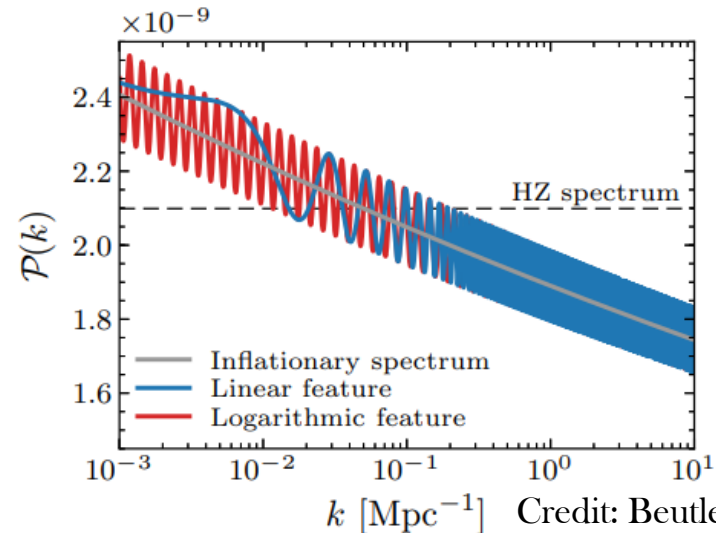 ×10⁻⁹
2.4
2.2
2.0
1.8
1.6
P(k)
HZ spectrum
Inflationary spectrum
Linear feature
Logarithmic feature
10⁻³ 10⁻² 10⁻¹ 10⁰ 10¹
k [Mpc⁻¹] Credit: Beutle